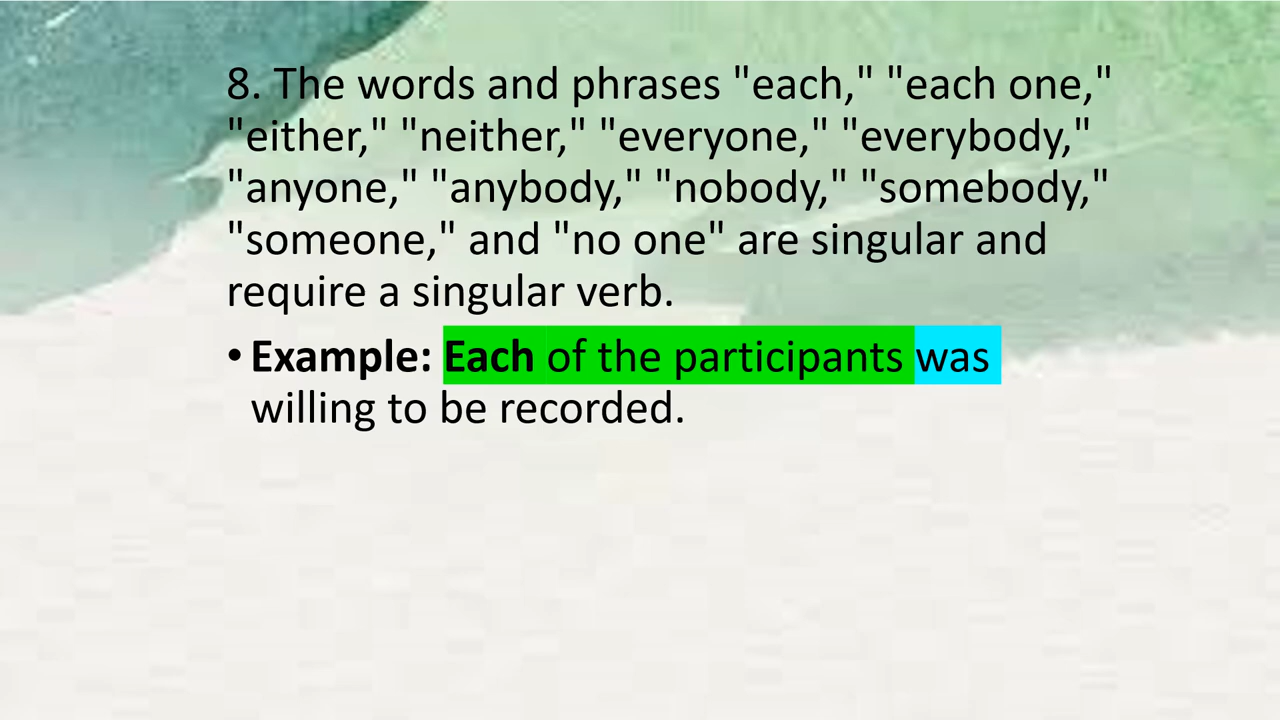 8. The words and phrases "each," "each one,"
"either," "neither," "everyone," "everybody,"
"anyone," "anybody," "nobody," "somebody,"
"someone," and "no one" are singular and
require a singular verb.
• Example: Each of the participants was
willing to be recorded.